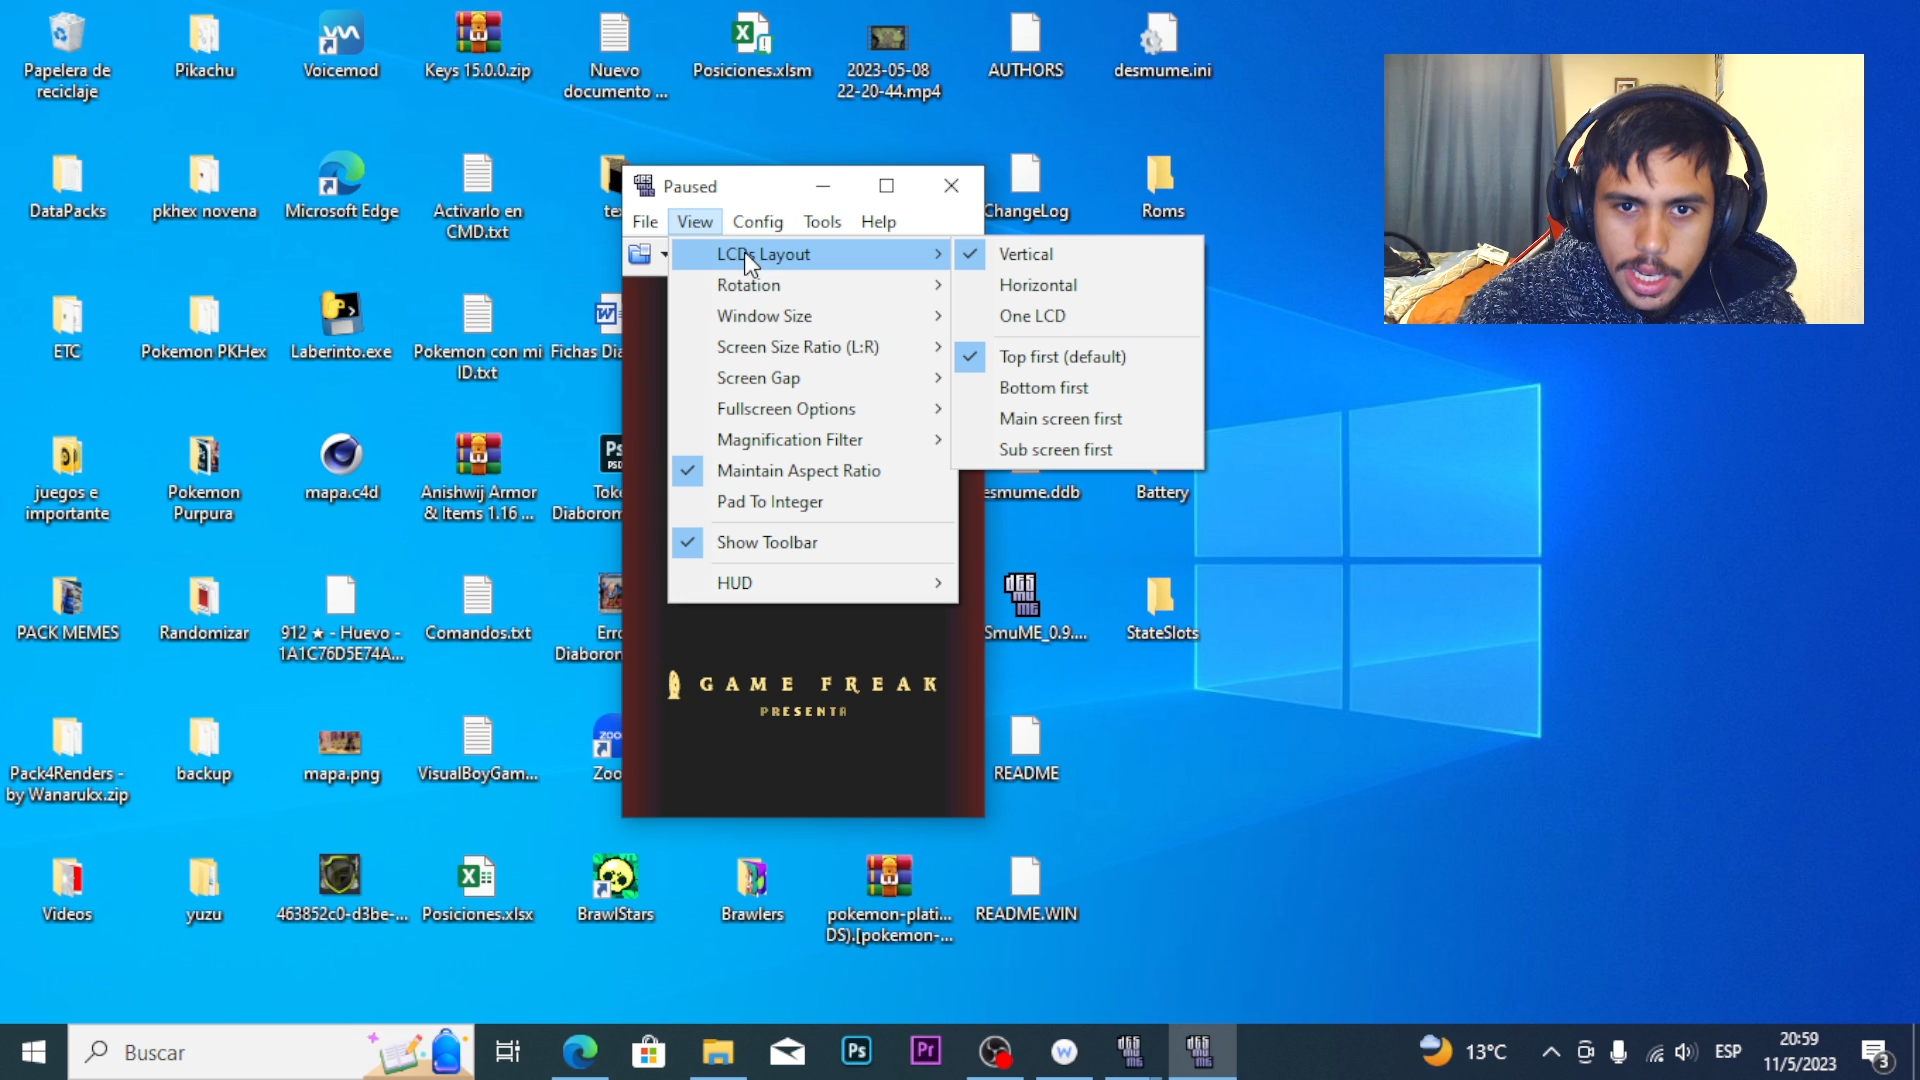 Papelera de
reciclaje
Pikachu
Voicemod
Keys 15.0.0.zip
Nuevo
documento ...
Posiciones.xlsm
2023-05-08
22-20-44.mp4
AUTHORS
desmume.ini
DataPacks
pkhex novena
Microsoft Edge
Activarlo en
CMD.txt
ChangeLog
Roms
ETC
Pokemon PKHex
Laberinto.exe
Pokemon con mi
ID.txt
Fichas Dia
juegos e
importante
Pokemon
Purpura
mapa.c4d
Anishwij Armor
& Items 1.16 ...
Toke
Diaborom
esmume.ddb
Battery
PACK MEMES
Randomizar
912 ★ - Huevo -
1A1C76D5E74A...
Comandos.txt
Erro
Diaboron
SmuME_0.9....
StateSlots
Pack4Renders -
by Wanarukx.zip
backup
mapa.png
VisualBoyGam...
Zoo
README
Videos
yuzu
463852c0-d3be-...
Posiciones.xlsx
BrawlStars
Brawlers
pokemon-plati...
DS).[pokemon-...
README.WIN
Paused
File View Config Tools Help
LCDs Layout
Rotation
Window Size
Screen Size Ratio (L:R)
Screen Gap
Fullscreen Options
Magnification Filter
Maintain Aspect Ratio
Pad To Integer
Show Toolbar
HUD
Vertical
Horizontal
One LCD
Top first (default)
Bottom first
Main screen first
Sub screen first
GAME FREAK
PRESENTA
Buscar
Ps
Pr
13°C
ESP
20:59
11/5/2023
3